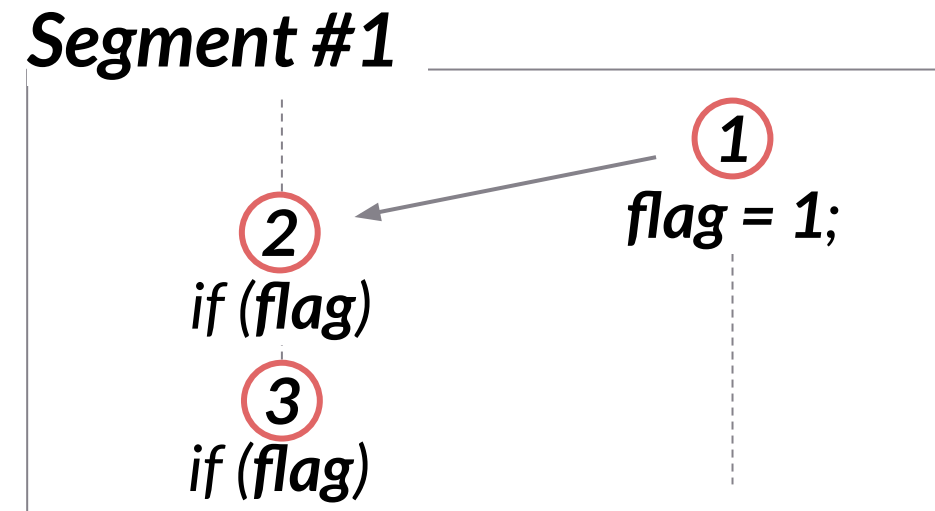 Segment #1
1
flag = 1;
2
if (flag)
3
if (flag)